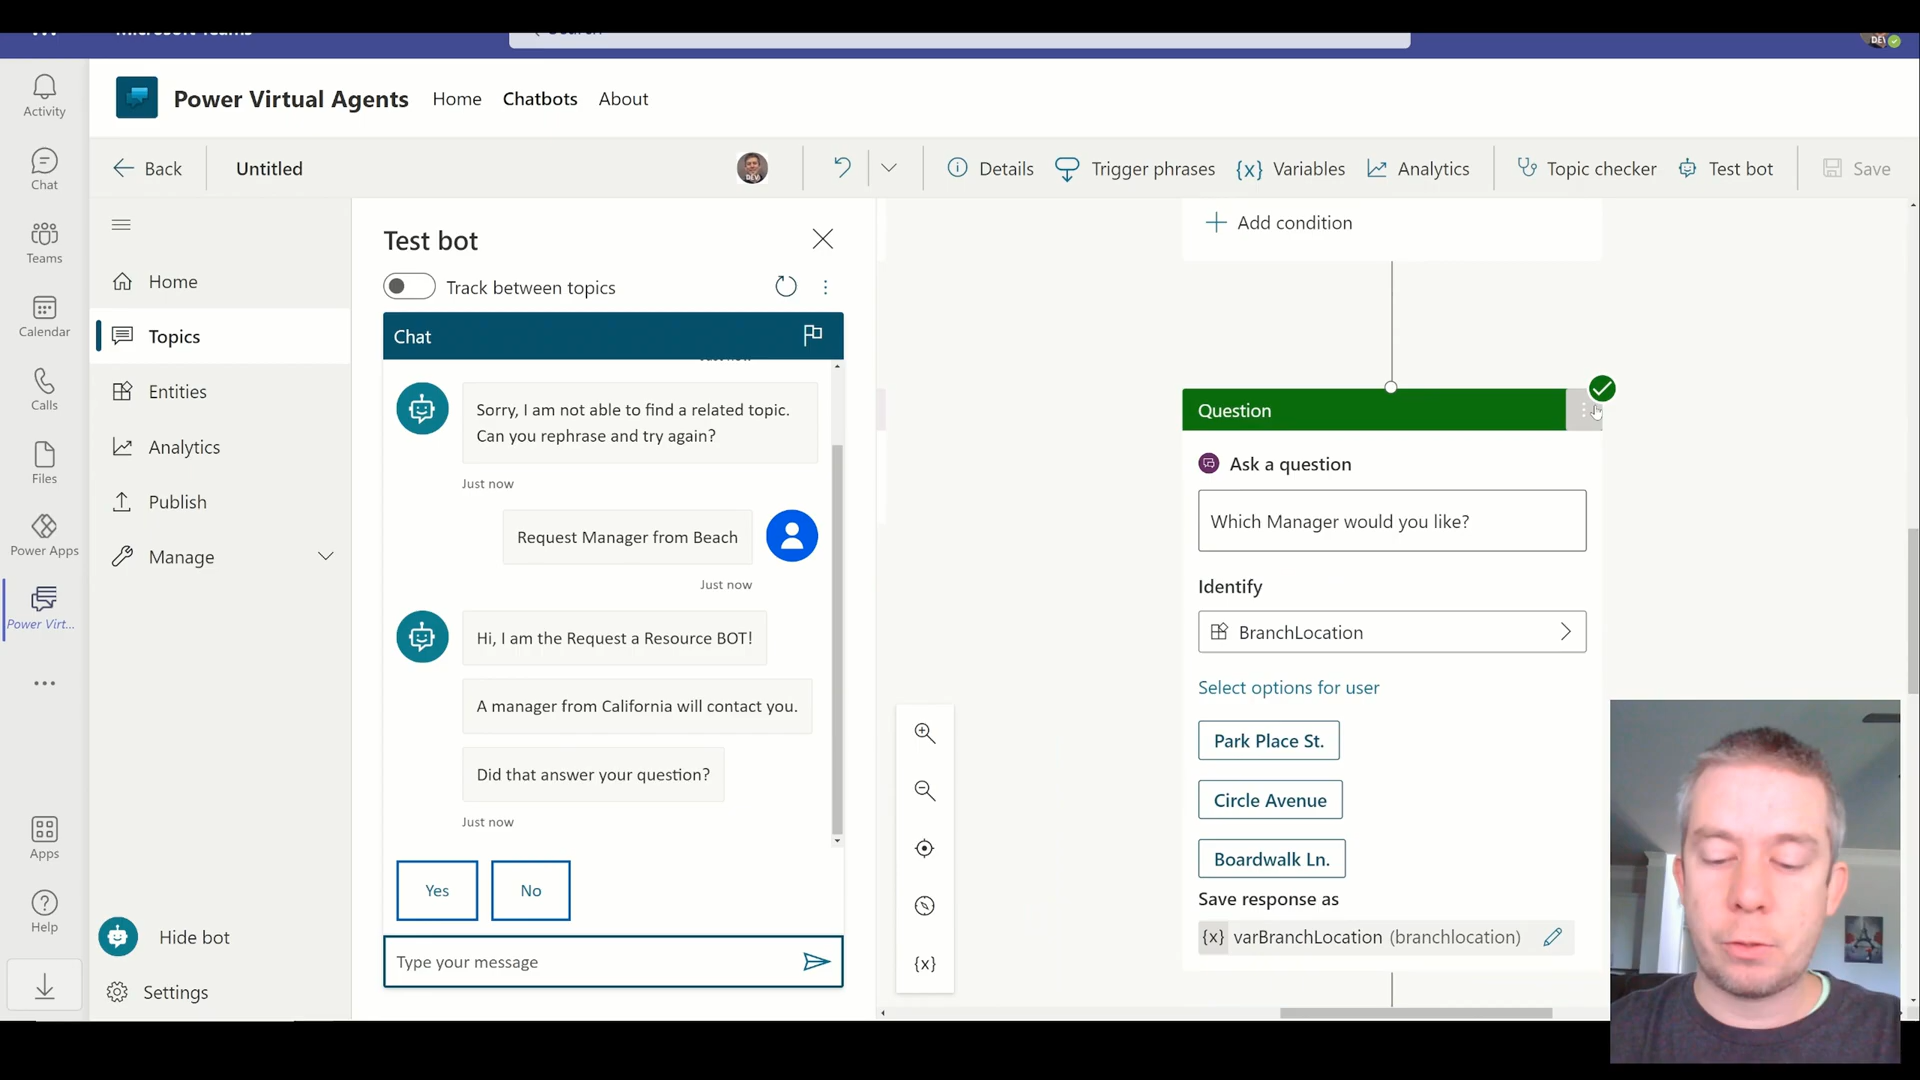 Microsoft Teams
Search
DEV
Activity
Chat
Teams
Calendar
Calls
Files
Power Apps
Power Virt...
Apps
Help
Power Virtual Agents
Home
Chatbots
About
Back
Untitled
Details
Trigger phrases
{x} Variables
Analytics
Topic checker
Test bot
Save
Home
Topics
Entities
Analytics
Publish
Manage
Hide bot
Settings
Test bot
Track between topics
Chat
Just now
Sorry, I am not able to find a related topic.
Can you rephrase and try again?
Just now
Request Manager from Beach
Just now
Hi, I am the Request a Resource BOT!
A manager from California will contact you.
Did that answer your question?
Just now
Yes
No
Type your message
{x}
Add condition
Question
Ask a question
Which Manager would you like?
Identify
BranchLocation
Select options for user
Park Place St.
Circle Avenue
Boardwalk Ln.
Save response as
{x} varBranchLocation (branchlocation)